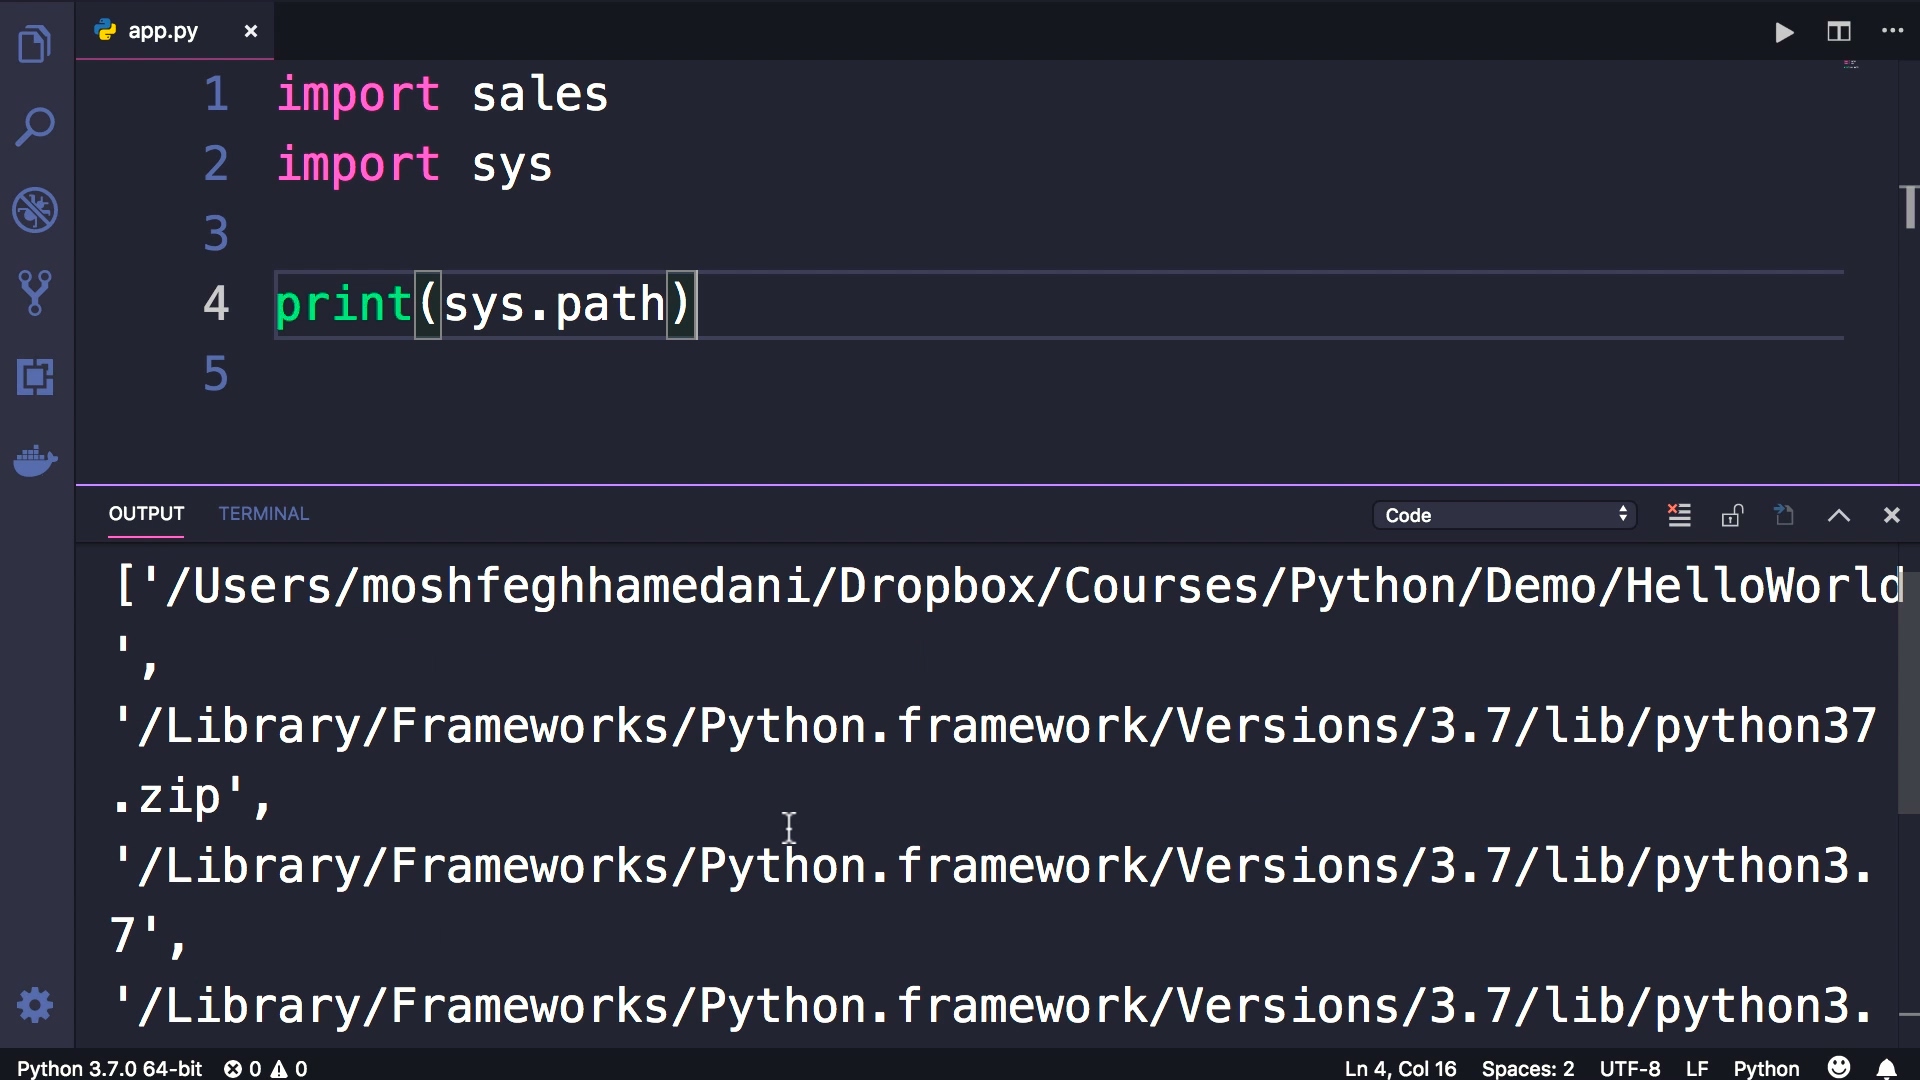 app.py
1 import sales
2 import sys
3
4 print(sys.path)
5
OUTPUT TERMINAL Code
['/Users/moshfeghhamedani/Dropbox/Courses/Python/Demo/HelloWorld
',
'/Library/Frameworks/Python.framework/Versions/3.7/lib/python37
.zip',
'/Library/Frameworks/Python.framework/Versions/3.7/lib/python3.
7',
'/Library/Frameworks/Python.framework/Versions/3.7/lib/python3.
Python 3.7.0 64-bit 0 0 Ln 4, Col 16 Spaces: 2 UTF-8 LF Python